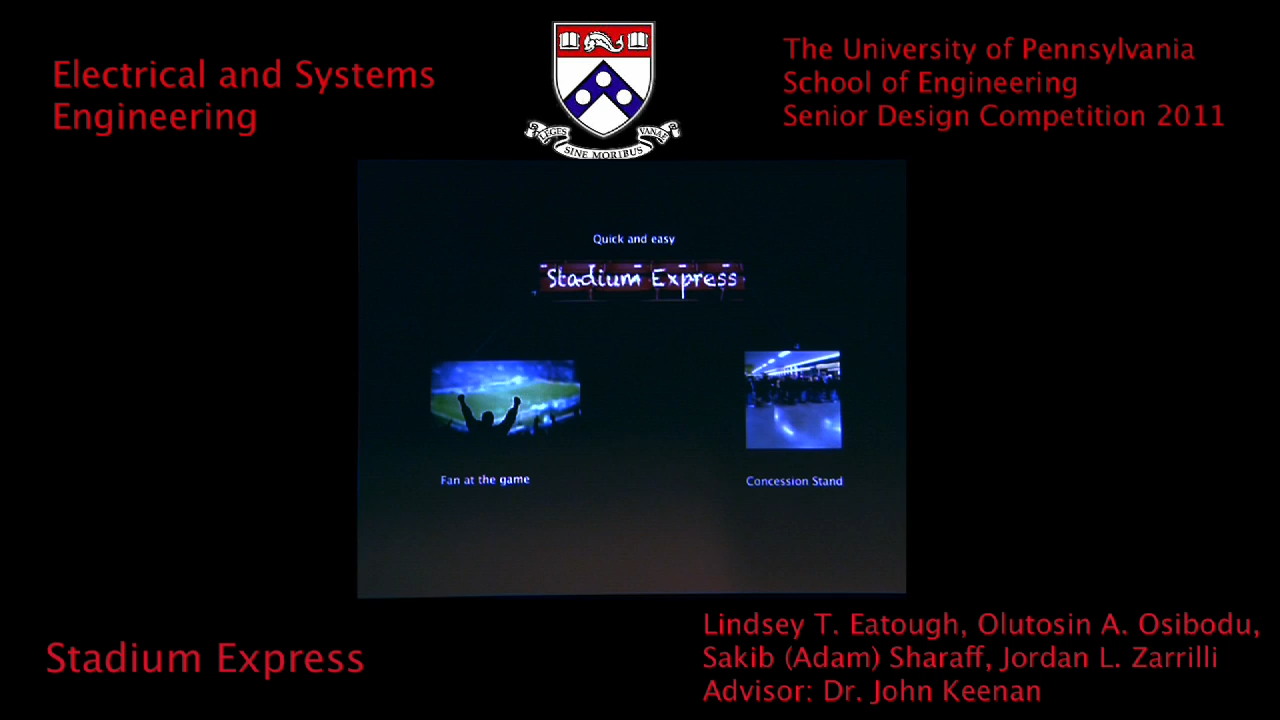 Electrical and Systems
Engineering
LEGES
SINE MORIBUS
VANAE
The University of Pennsylvania
School of Engineering
Senior Design Competition 2011
Quick and easy
Stadium Express
Fan at the game
Concession Stand
Stadium Express
Lindsey T. Eatough, Olutosin A. Osibodu,
Sakib (Adam) Sharaff, Jordan L. Zarrilli
Advisor: Dr. John Keenan